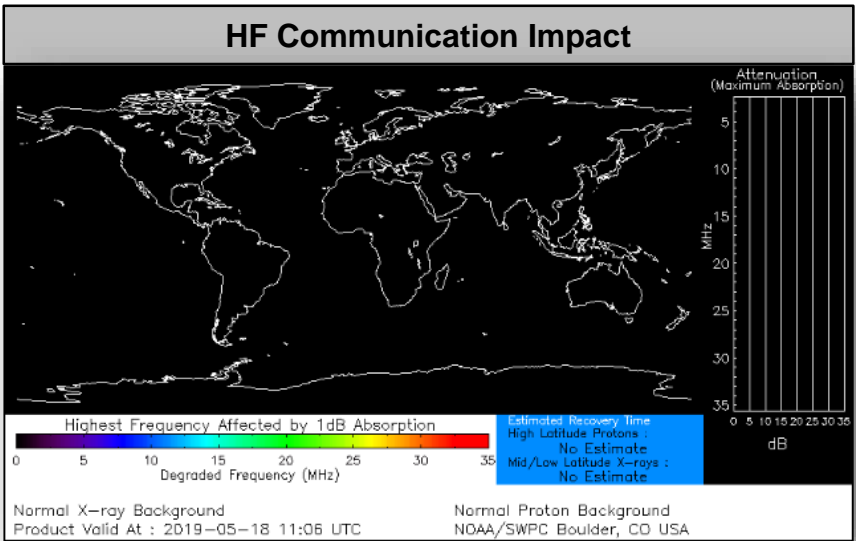 HF Communication Impact
Attenuation
(Maximum Absorption)
5
10
15
20
25
30
35
MHz
0 5 10 15 20 25 30 35
dB
Highest Frequency Affected by 1dB Absorption
0 5 10 15 20 25 30 35
Degraded Frequency (MHz)
Estimated Recovery Time
High Latitude Protons :
No Estimate
Mid/Low Latitude X-rays :
No Estimate
Normal X-ray Background
Normal Proton Background
Product Valid At : 2019-05-18 11:06 UTC
NOAA/SWPC Boulder, CO USA